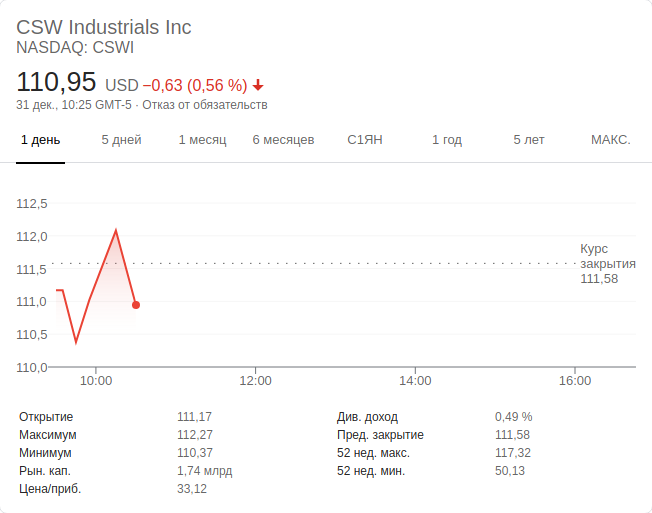 CSW Industrials Inc
NASDAQ: CSWI
110,95 USD −0,63 (0,56 %)
31 дек., 10:25 GMT-5 · Отказ от обязательств
1 день 5 дней 1 месяц 6 месяцев С1ЯН 1 год 5 лет МАКС.
112,5
112,0
111,5
111,0
110,5
110,0
Курс
закрытия
111,58
10:00 12:00 14:00 16:00
Открытие 111,17
Максимум 112,27
Минимум 110,37
Рын. кап. 1,74 млрд
Цена/приб. 33,12
Див. доход 0,49 %
Пред. закрытие 111,58
52 нед. макс. 117,32
52 нед. мин. 50,13